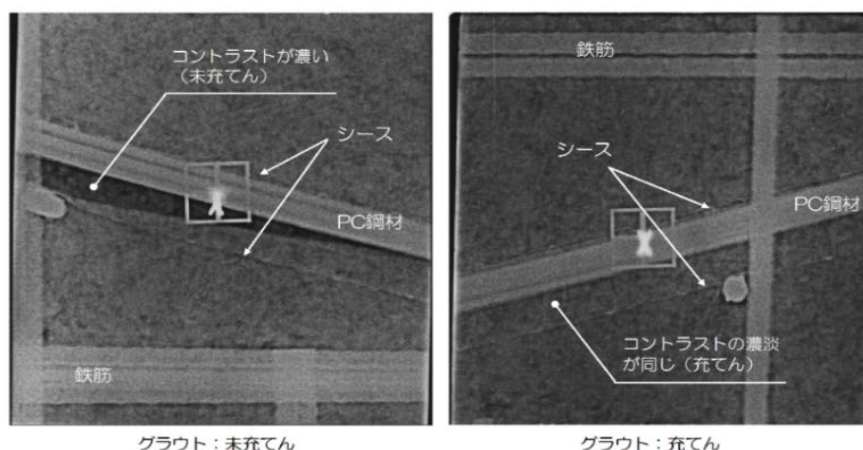 コントラストが濃い
（未充てん）
シース
PC鋼材
鉄筋
グラウト：未充てん
鉄筋
シース
PC鋼材
コントラストの濃淡
が同じ（充てん）
グラウト：充てん